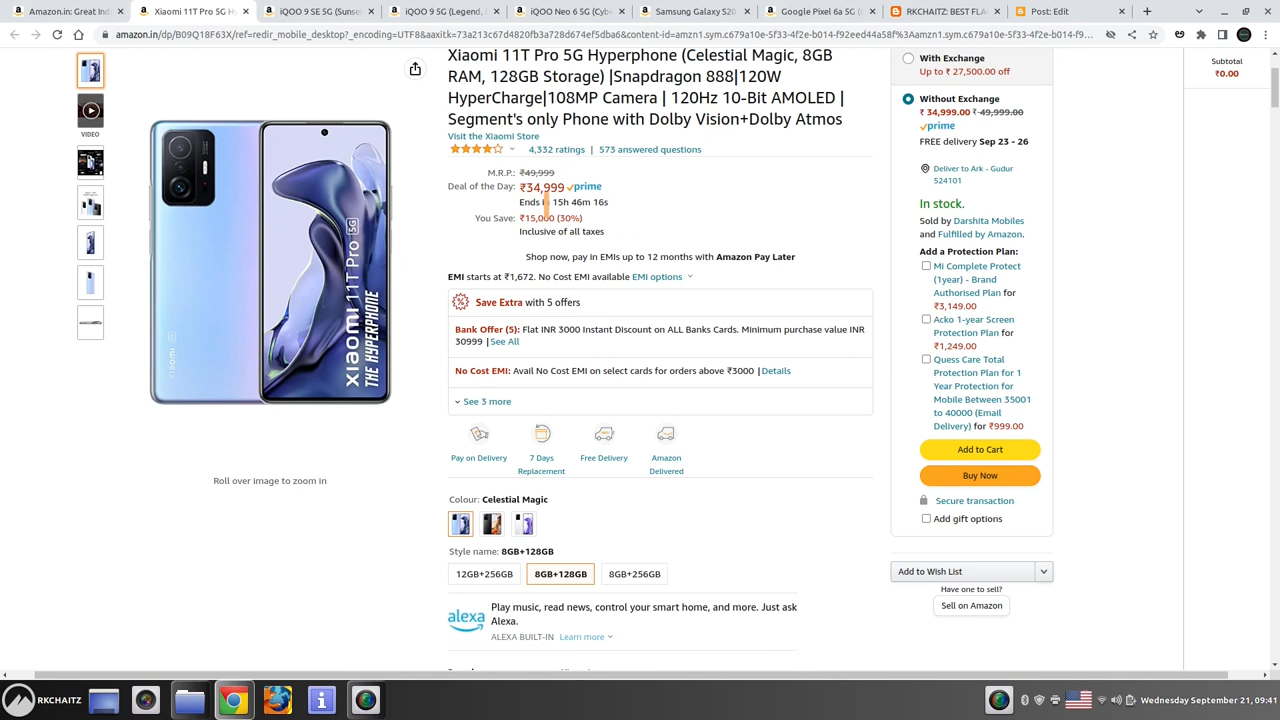 Amazon.in: Great Ind
Xiaomi 11T Pro 5G Hy
iQOO 9 SE 5G (Sunset
iQOO 9 5G (Legend, 
iQOO Neo 6 5G (Cybe
Samsung Galaxy S20
Google Pixel 6a 5G (
RKCHAITZ: BEST FLA
Post: Edit
amazon.in/dp/B09Q18F63X/ref=redir_mobile_desktop?_encoding=UTF8&aaxitk=73a213c67d4820fb3a6728d674ef5dba6&content-id=amzn1.sym.c679a10e-5f33-42e e-b014-f92eed44a58f%3Aamzn1.sym.c679a10e-5f33-42e e-b014-f9...
Xiaomi 11T Pro 5G Hyperphone (Celestial Magic, 8GB
RAM, 128GB Storage) |Snapdragon 888|120W
HyperCharge|108MP Camera | 120Hz 10-Bit AMOLED |
Segment's only Phone with Dolby Vision+Dolby Atmos
Visit the Xiaomi Store
4,332 ratings | 573 answered questions
M.R.P.: ₹49,999
Deal of the Day: ₹34,999 prime
Ends in 15h 46m 16s
You Save: ₹15,000 (30%)
Inclusive of all taxes
Shop now, pay in EMIs up to 12 months with Amazon Pay Later
EMI starts at ₹1,672. No Cost EMI available EMI options
Save Extra with 5 offers
Bank Offer (5): Flat INR 3000 Instant Discount on ALL Banks Cards. Minimum purchase value INR
30999 |See All
No Cost EMI: Avail No Cost EMI on select cards for orders above ₹3000 |Details
See 3 more
Pay on Delivery
7 Days
Replacement
Free Delivery
Amazon
Delivered
Colour: Celestial Magic
Style name: 8GB+128GB
12GB+256GB
8GB+128GB
8GB+256GB
alexa
Play music, read news, control your smart home, and more. Just ask
Alexa.
ALEXA BUILT-IN Learn more
VIDEO
xiaomi 5G
XIAOMI 11T Pro |5G
THE HYPERPHONE
Roll over image to zoom in
With Exchange
Up to ₹ 27,500.00 off
Without Exchange
₹ 34,999.00 ₹ 49,999.00
prime
FREE delivery Sep 23 - 26
Deliver to Ark - Gudur
524101
In stock.
Sold by Darshita Mobiles
and Fulfilled by Amazon.
Add a Protection Plan:
Mi Complete Protect
(1year) - Brand
Authorised Plan for
₹3,149.00
Acko 1-year Screen
Protection Plan for
₹1,249.00
Quess Care Total
Protection Plan for 1
Year Protection for
Mobile Between 35001
to 40000 (Email
Delivery) for ₹999.00
Add to Cart
Buy Now
Secure transaction
Add gift options
Add to Wish List
Have one to sell?
Sell on Amazon
Subtotal
₹0.00
RKCHAITZ
Wednesday September 21, 09:41